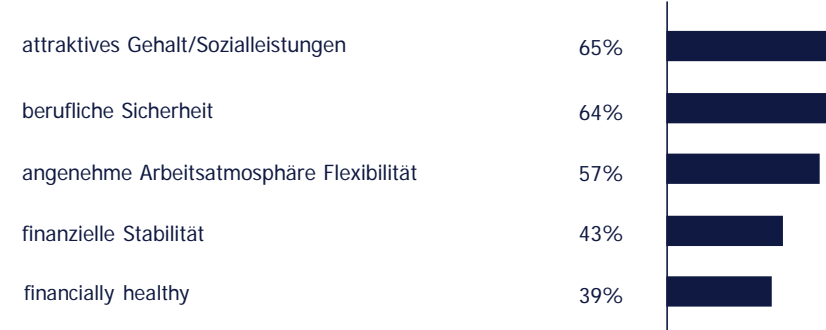 attraktives Gehalt/Sozialleistungen 65%
berufliche Sicherheit 64%
angenehme Arbeitsatmosphäre Flexibilität 57%
finanzielle Stabilität 43%
financially healthy 39%